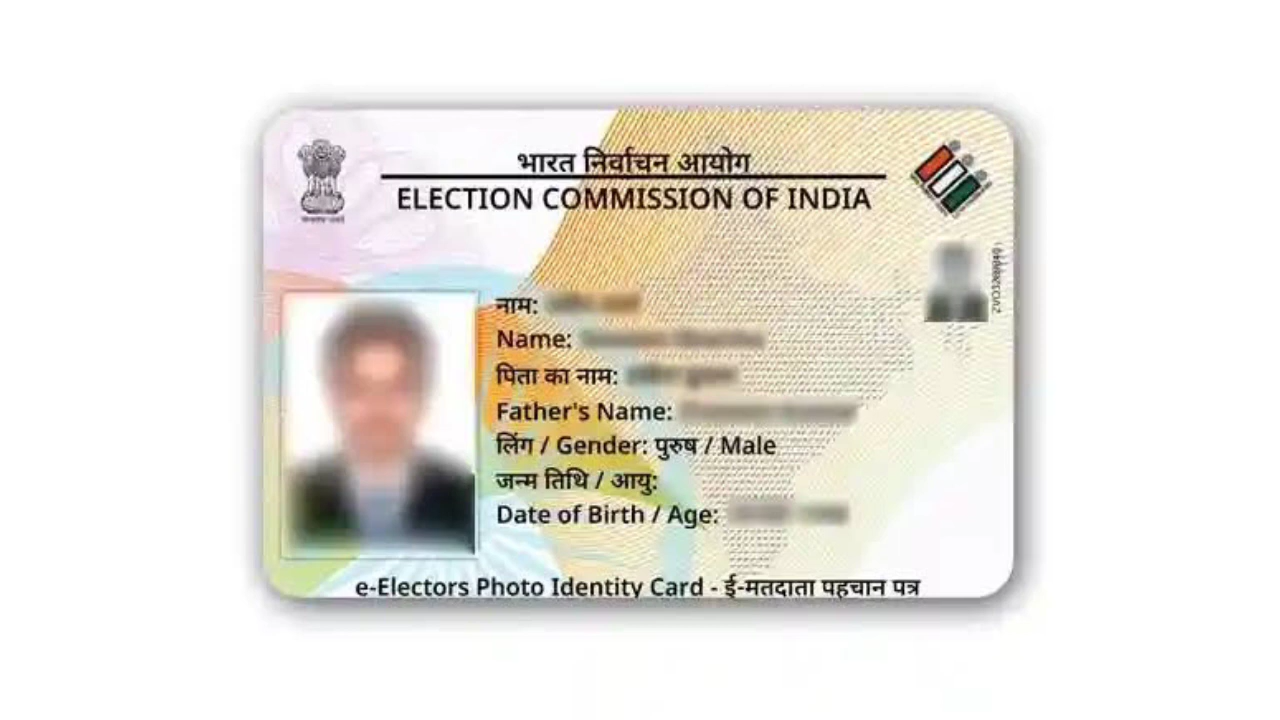 भारत निर्वाचन आयोग
ELECTION COMMISSION OF INDIA
नाम:
Name:
पिता का नाम:
Father's Name:
लिंग / Gender: पुरुष / Male
जन्म तिथि / आयु:
Date of Birth / Age:
e-Electors Photo Identity Card - ई-मतदाता पहचान पत्र